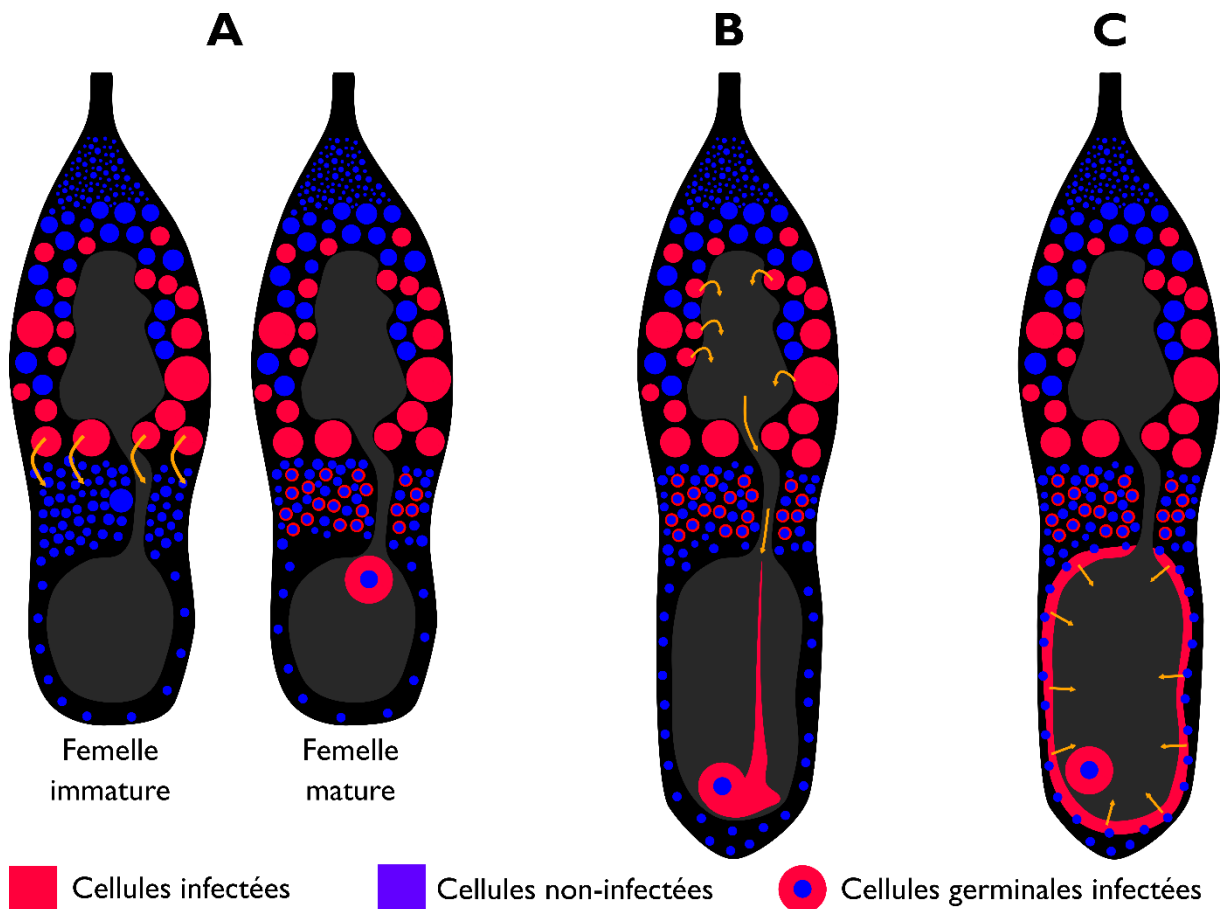 A
B
C
Femelle
immature
Femelle
mature
Cellules infectées
Cellules non-infectées
Cellules germinales infectées